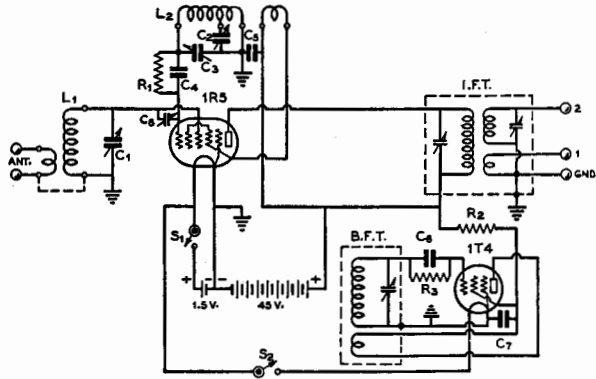 L2
C2
C5
C3
R1
C4
1R5
L1
C8
C1
ANT.
I.F.T.
2
1
GND
S1
+ - +
1.5 V. 45 V.
R2
B.F.T.
C6
1T4
R3
C7
S2